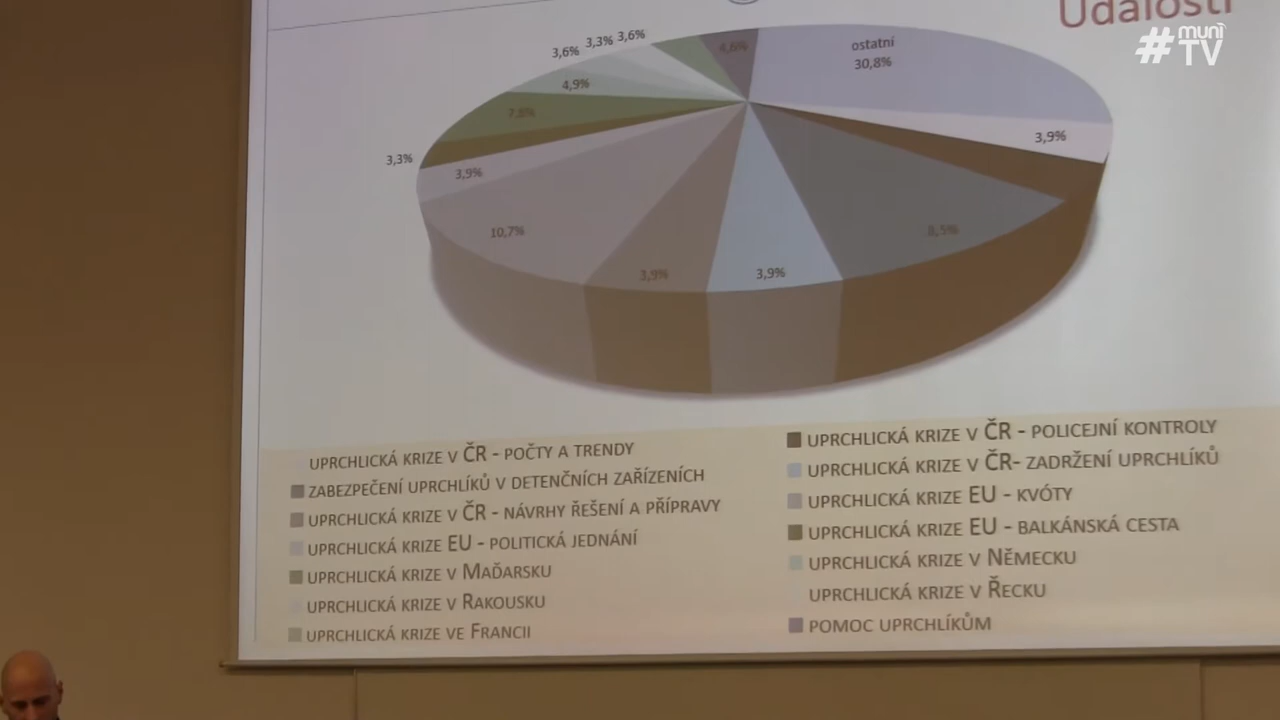 Události
#muni TV
3,6% 3,3% 3,6%
4,6%
ostatní
30,8%
4,9%
7,8%
3,9%
3,3%
3,9%
10,7%
8,5%
3,9%
3,9%
UPRCHLICKÁ KRIZE V ČR - POČTY A TRENDY
UPRCHLICKÁ KRIZE V ČR - POLICEJNÍ KONTROLY
ZABEZPEČENÍ UPRCHLÍKŮ V DETENČNÍCH ZAŘÍZENÍCH
UPRCHLICKÁ KRIZE V ČR- ZADRŽENÍ UPRCHLÍKŮ
UPRCHLICKÁ KRIZE V ČR - NÁVRHY ŘEŠENÍ A PŘÍPRAVY
UPRCHLICKÁ KRIZE EU - KVÓTY
UPRCHLICKÁ KRIZE EU - POLITICKÁ JEDNÁNÍ
UPRCHLICKÁ KRIZE EU - BALKÁNSKÁ CESTA
UPRCHLICKÁ KRIZE V MAĎARSKU
UPRCHLICKÁ KRIZE V NĚMECKU
UPRCHLICKÁ KRIZE V RAKOUSKU
UPRCHLICKÁ KRIZE V ŘECKU
UPRCHLICKÁ KRIZE VE FRANCII
POMOC UPRCHLÍKŮM